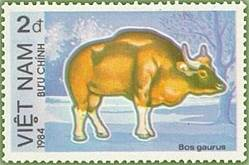 VIỆT NAM 2đ
BƯU CHÍNH
1984
Bos gaurus